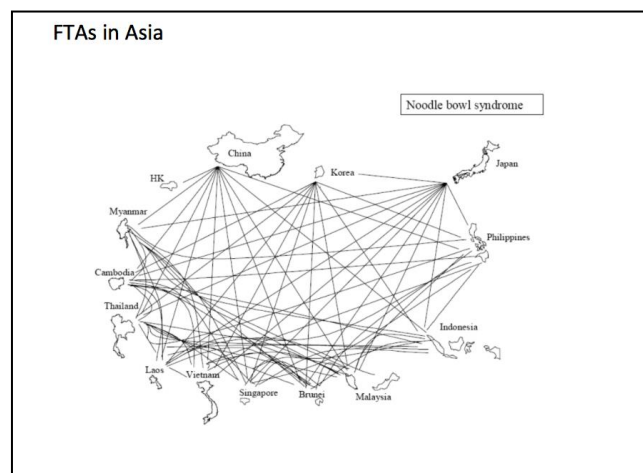 FTAs in Asia
Noodle bowl syndrome
China
Korea
Japan
HK
Myanmar
Philippines
Cambodia
Thailand
Indonesia
Laos
Vietnam
Singapore
Brunei
Malaysia